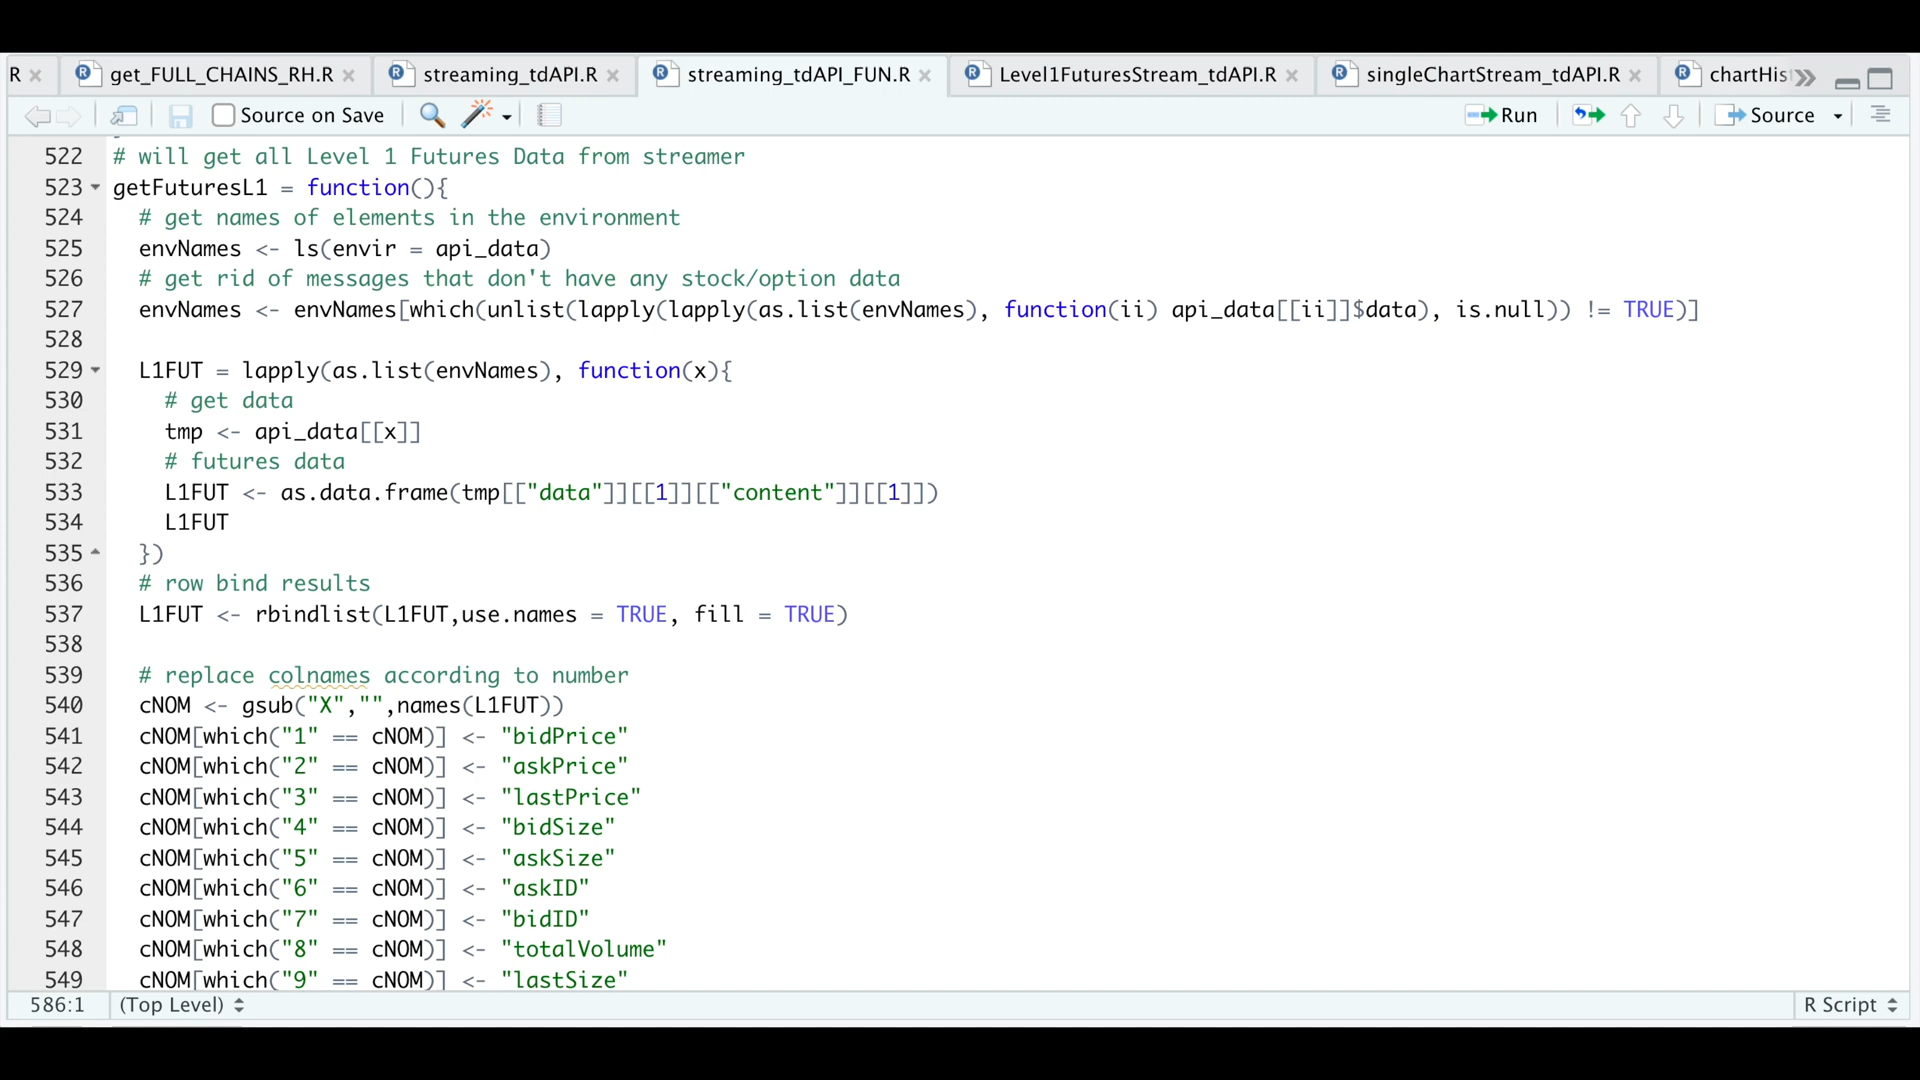 R get_FULL_CHAINS_RH.R streaming_tdAPI.R streaming_tdAPI_FUN.R Level1FuturesStream_tdAPI.R singleChartStream_tdAPI.R chartHis
Source on Save Run Source
522 # will get all Level 1 Futures Data from streamer
523 getFuturesL1 = function(){
524 # get names of elements in the environment
525 envNames <- ls(envir = api_data)
526 # get rid of messages that don't have any stock/option data
527 envNames <- envNames[which(unlist(lapply(lapply(as.list(envNames), function(ii) api_data[[ii]]$data), is.null)) != TRUE)]
528
529 L1FUT = lapply(as.list(envNames), function(x){
530 # get data
531 tmp <- api_data[[x]]
532 # futures data
533 L1FUT <- as.data.frame(tmp[["data"]][[1]][["content"]][[1]])
534 L1FUT
535 })
536 # row bind results
537 L1FUT <- rbindlist(L1FUT,use.names = TRUE, fill = TRUE)
538
539 # replace colnames according to number
540 cNOM <- gsub("X","",names(L1FUT))
541 cNOM[which("1" == cNOM)] <- "bidPrice"
542 cNOM[which("2" == cNOM)] <- "askPrice"
543 cNOM[which("3" == cNOM)] <- "lastPrice"
544 cNOM[which("4" == cNOM)] <- "bidSize"
545 cNOM[which("5" == cNOM)] <- "askSize"
546 cNOM[which("6" == cNOM)] <- "askID"
547 cNOM[which("7" == cNOM)] <- "bidID"
548 cNOM[which("8" == cNOM)] <- "totalVolume"
549 cNOM[which("9" == cNOM)] <- "lastSize"
586:1 (Top Level) R Script